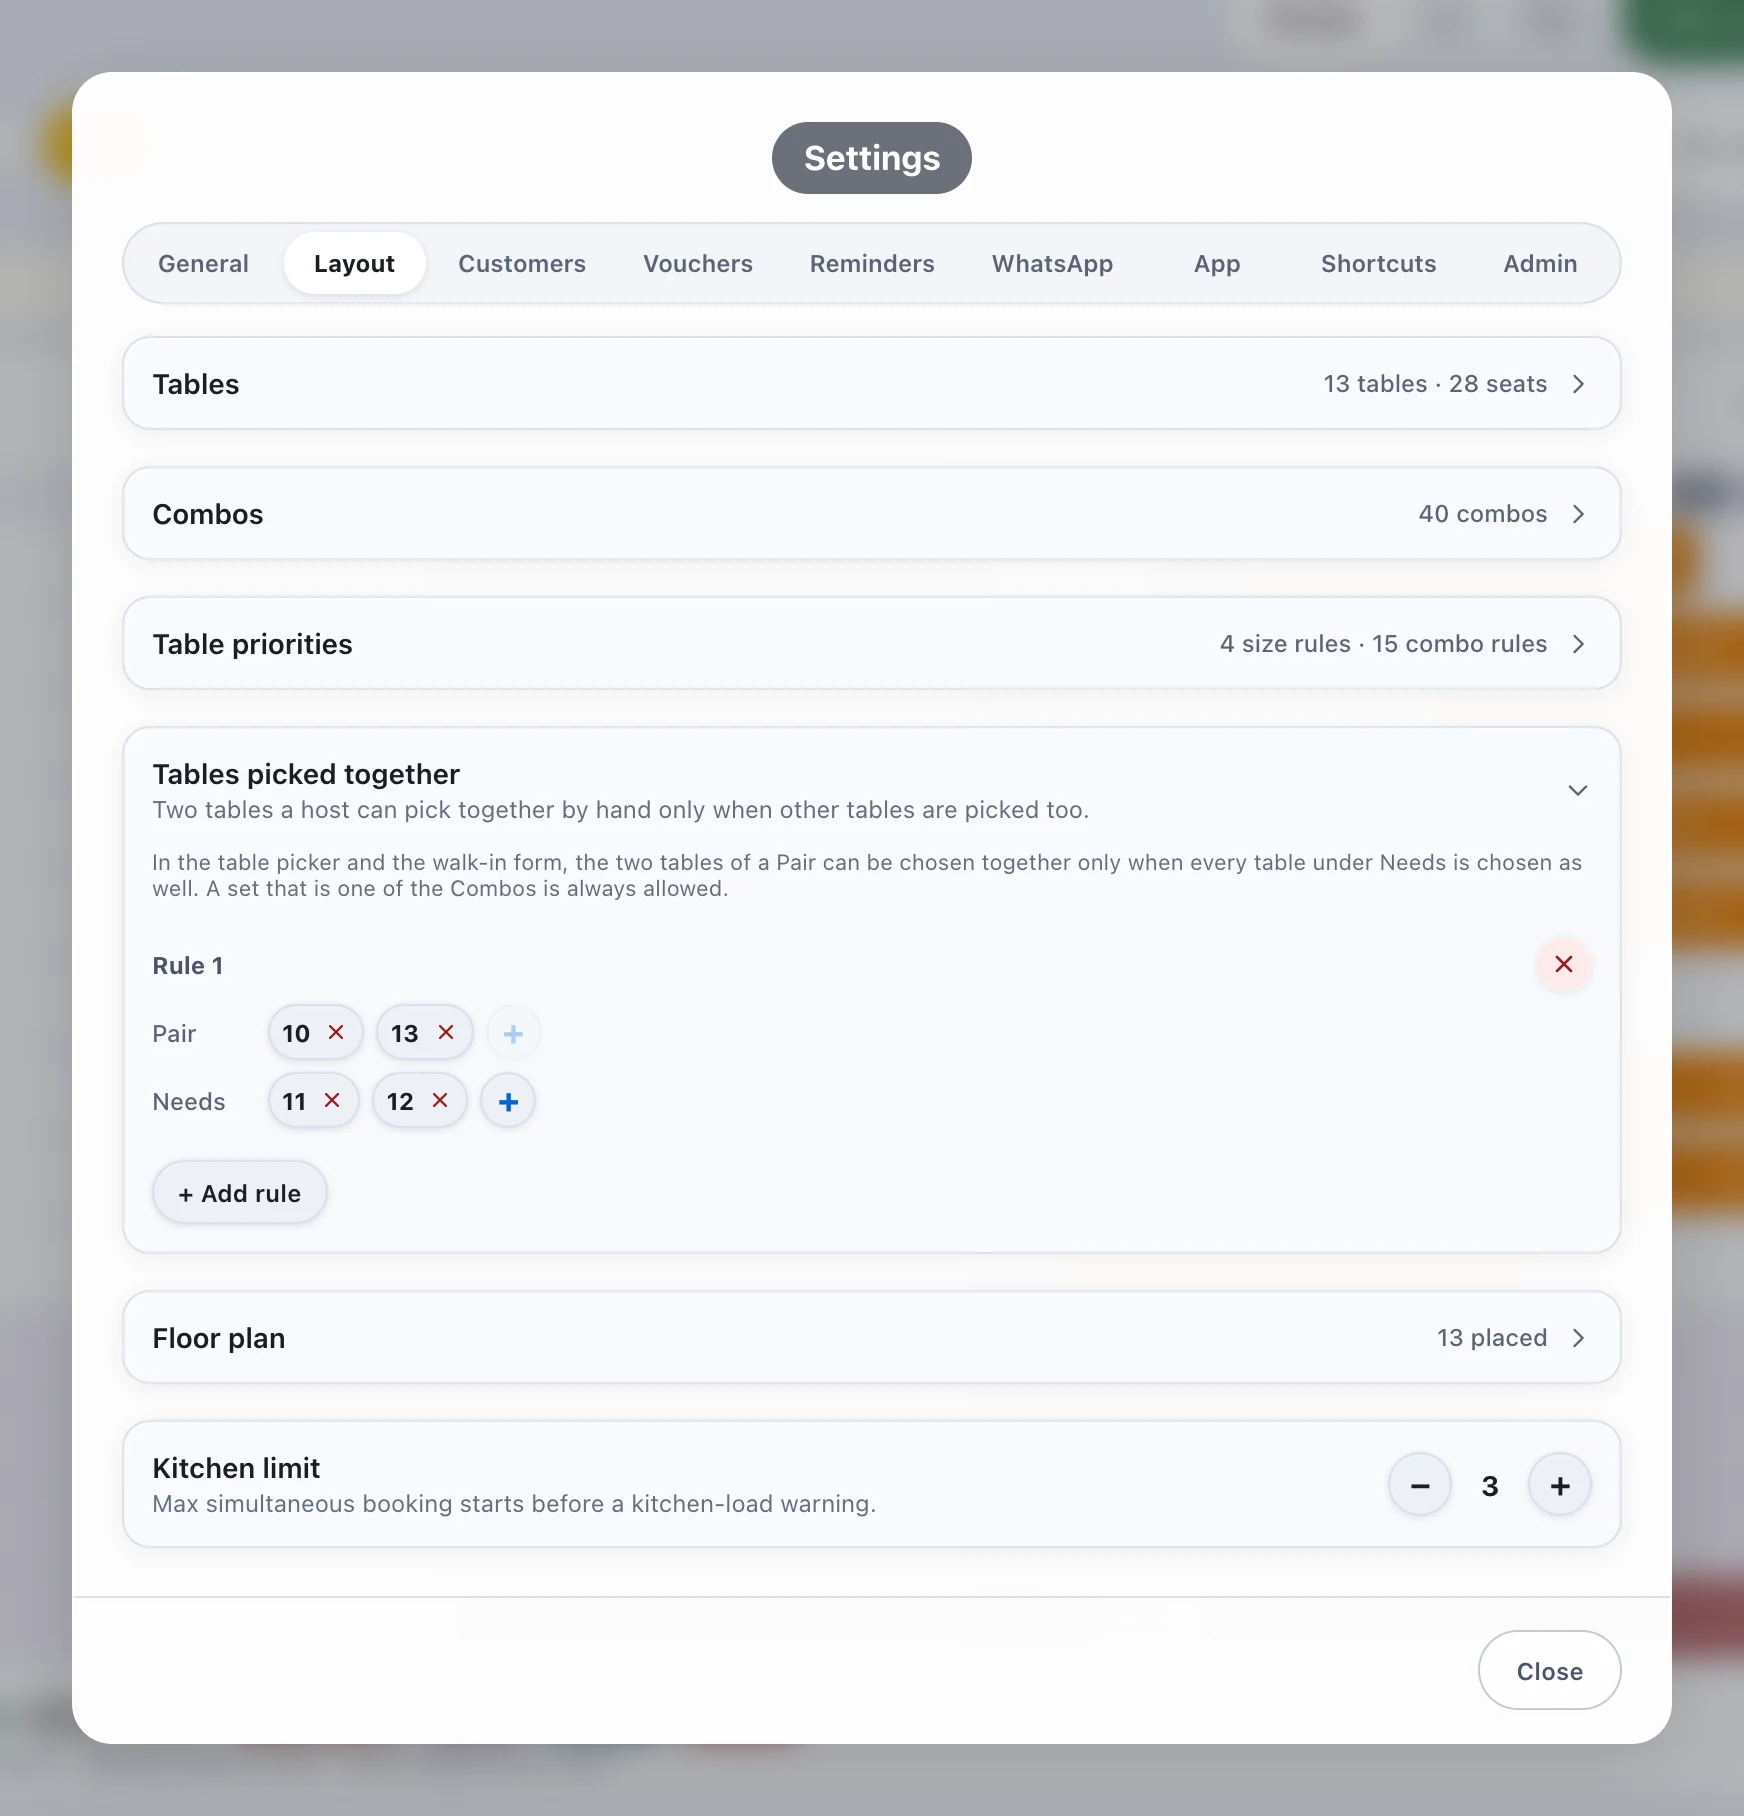 Settings
General
Layout
Customers
Vouchers
Reminders
WhatsApp
App
Shortcuts
Admin
Tables
13 tables · 28 seats
Combos
40 combos
Table priorities
4 size rules · 15 combo rules
Tables picked together
Two tables a host can pick together by hand only when other tables are picked too.
In the table picker and the walk-in form, the two tables of a Pair can be chosen together only when every table under Needs is chosen as
well. A set that is one of the Combos is always allowed.
Rule 1
Pair
10
13
+
Needs
11
12
+
+ Add rule
Floor plan
13 placed
Kitchen limit
Max simultaneous booking starts before a kitchen-load warning.
− 3 +
Close